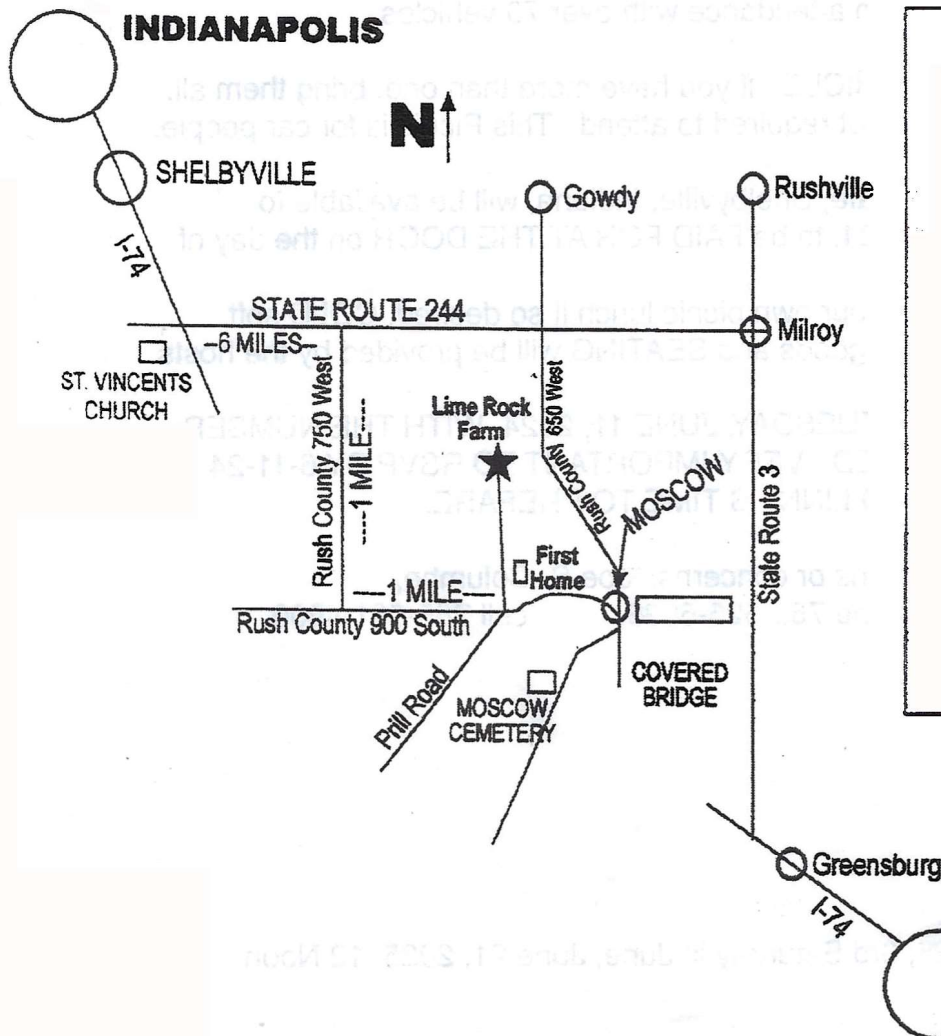 INDIANAPOLIS
N
SHELBYVILLE
Gowdy
Rushville
I-74
STATE ROUTE 244
Milroy
6 MILES
ST. VINCENTS
CHURCH
Rush County 750 West
1 MILE
Lime Rock
Farm
Rush County 650 West
MOSCOW
State Route 3
First
Home
1 MILE
Rush County 900 South
COVERED
BRIDGE
Prill Road
MOSCOW
CEMETERY
Greensburg
I-74